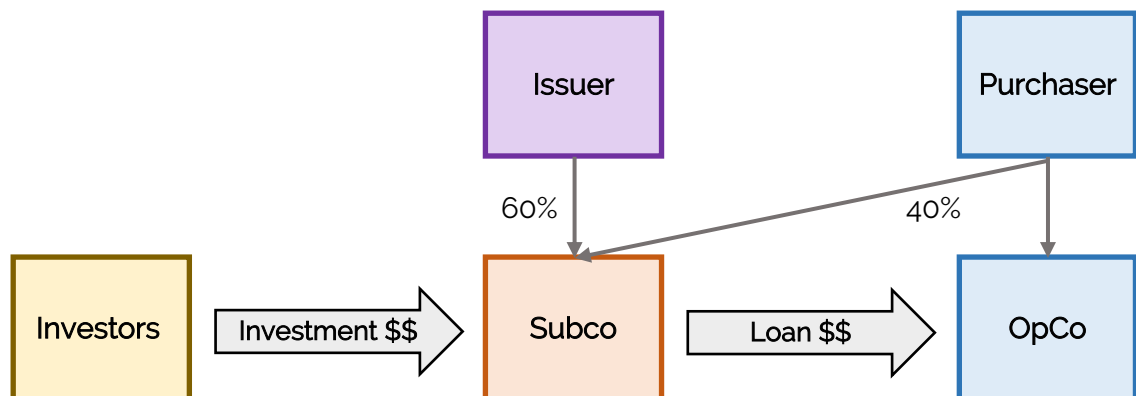 Issuer
Purchaser
60%
40%
Investors
Investment $$
Subco
Loan $$
OpCo